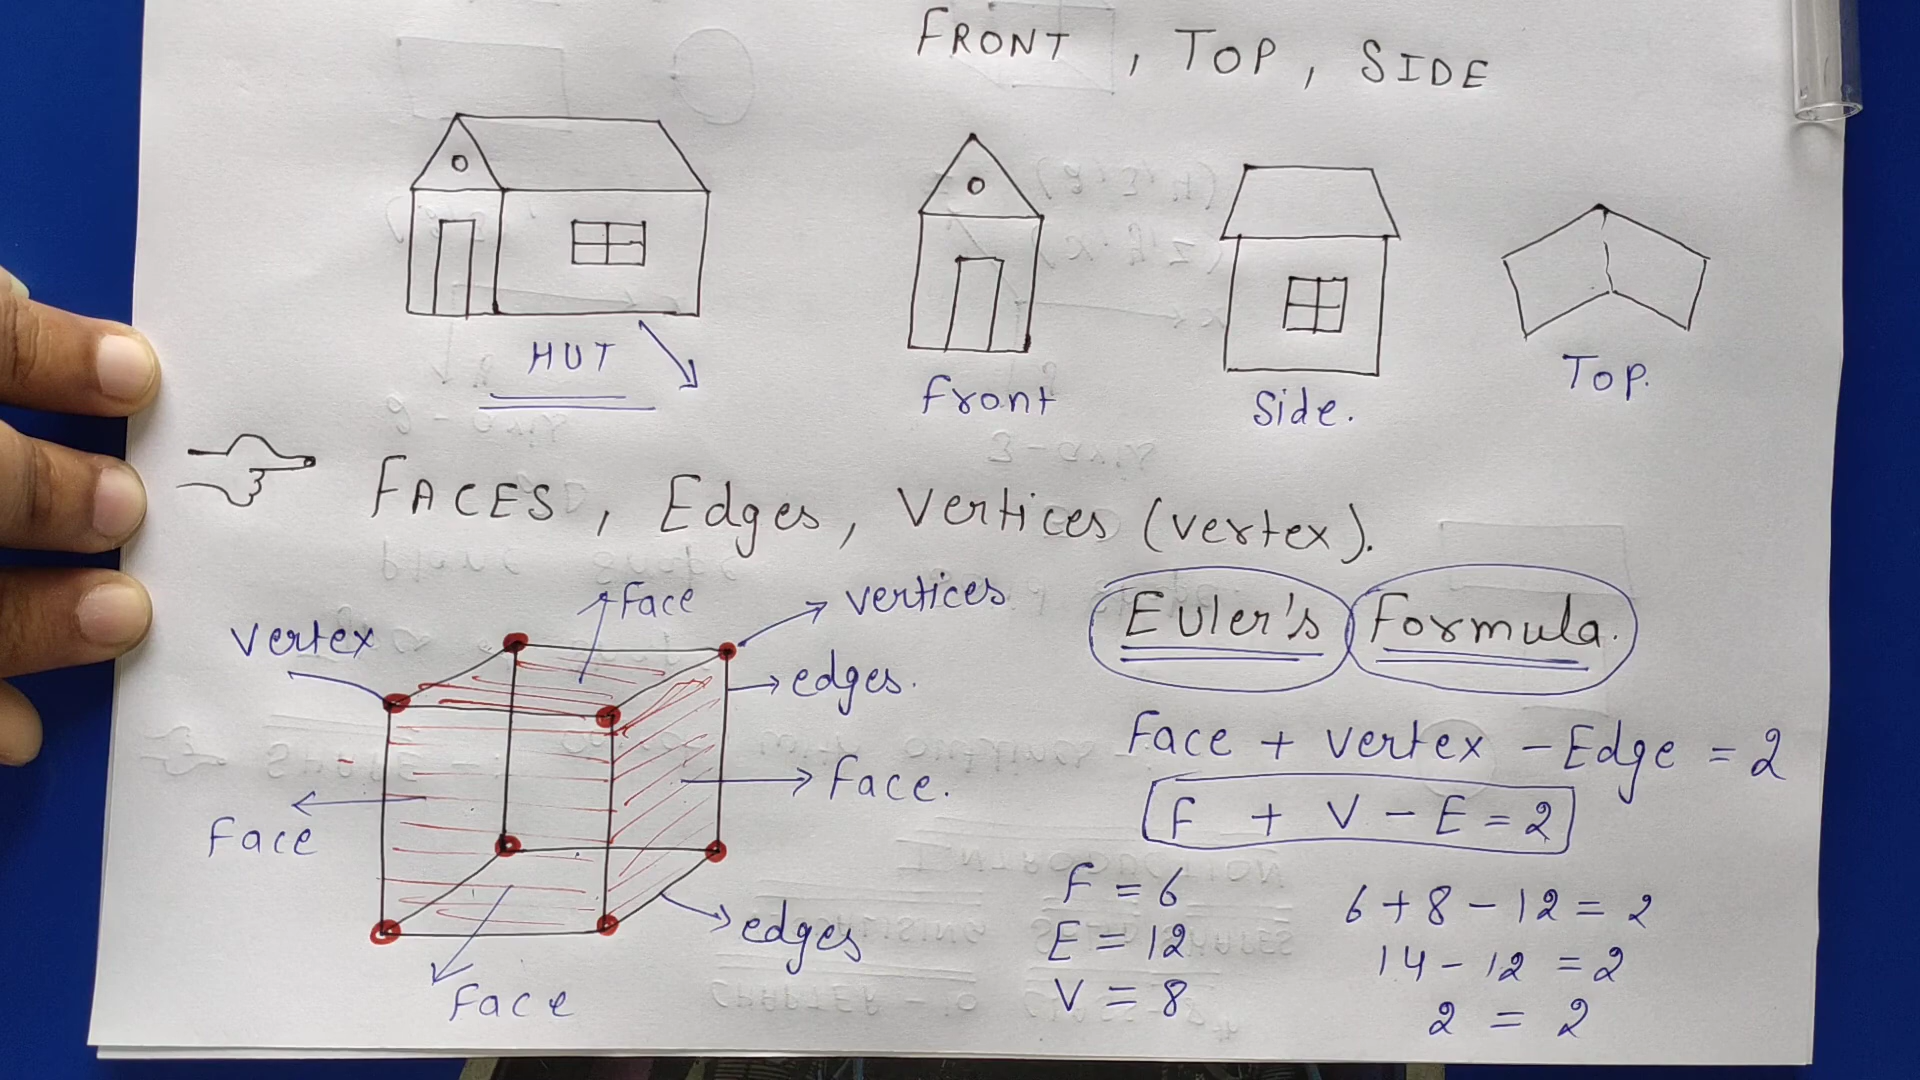 FRONT, TOP, SIDE
HUT
Front
Side.
Top.
FACES, Edges, Vertices (vertex).
Face
vertices
Vertex
edges.
Face.
Face
edges
Face
Euler's Formula.
Face + vertex - Edge = 2
F + V - E = 2
F = 6
E = 12
V = 8
6 + 8 - 12 = 2
14 - 12 = 2
2 = 2